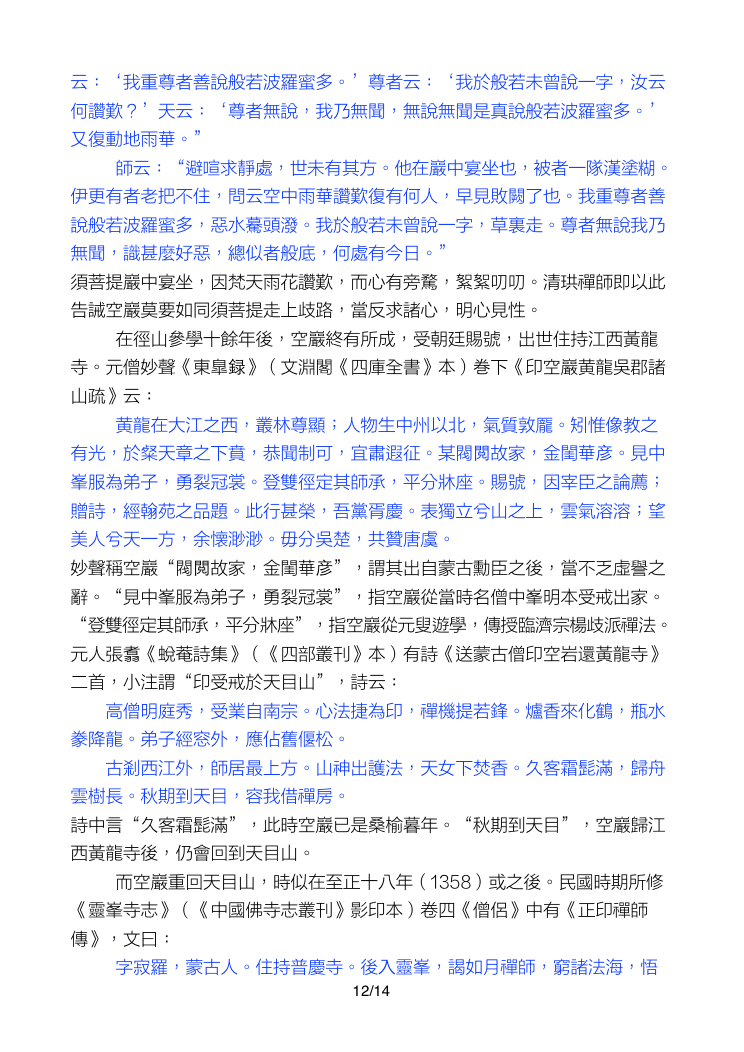 云：‘我重尊者善說般若波羅蜜多。’尊者云：‘我於般若未曾說一字，汝云
何讚歎？’天云：‘尊者無說，我乃無聞，無說無聞是真說般若波羅蜜多。’
又復動地雨華。”
師云：“避喧求靜處，世未有其方。他在巖中宴坐也，被者一隊漢塗糊。
伊更有者老把不住，問云空中雨華讚歎復有何人，早見敗闕了也。我重尊者善
說般若波羅蜜多，惡水驀頭潑。我於般若未曾說一字，草裏走。尊者無說我乃
無聞，識甚麼好惡，總似者般底，何處有今日。”
須菩提巖中宴坐，因梵天雨花讚歎，而心有旁騖，絮絮叨叨。清珙禪師即以此
告誡空巖莫要如同須菩提走上歧路，當反求諸心，明心見性。
在徑山參學十餘年後，空巖終有所成，受朝廷賜號，出世住持江西黃龍
寺。元僧妙聲《東臯録》（文淵閣《四庫全書》本）卷下《印空巖黄龍吳郡諸
山疏》云：
黄龍在大江之西，叢林尊顯；人物生中州以北，氣質敦龐。矧惟像教之
有光，於粲天章之下賁，恭聞制可，宜肅遐征。某閥閱故家，金閨華彦。見中
峯服為弟子，勇裂冠裳。登雙徑定其師承，平分牀座。賜號，因宰臣之論薦；
贈詩，經翰苑之品題。此行甚榮，吾黨胥慶。表獨立兮山之上，雲氣溶溶；望
美人兮天一方，余懷渺渺。毋分吳楚，共贊唐虞。
妙聲稱空巖“閥閱故家，金閨華彦”，謂其出自蒙古勳臣之後，當不乏虛譽之
辭。“見中峯服為弟子，勇裂冠裳”，指空巖從當時名僧中峯明本受戒出家。
“登雙徑定其師承，平分牀座”，指空巖從元叟遊學，傳授臨濟宗楊歧派禪法。
元人張翥《蛻菴詩集》（《四部叢刊》本）有詩《送蒙古僧印空岩還黃龍寺》
二首，小注謂“印受戒於天目山”，詩云：
高僧明庭秀，受業自南宗。心法捷為印，禪機提若鋒。爐香來化鶴，瓶水
豢降龍。弟子經窓外，應佔舊偃松。
古剎西江外，師居最上方。山神出護法，天女下焚香。久客霜髭滿，歸舟
雲樹長。秋期到天目，容我借禪房。
詩中言“久客霜髭滿”，此時空巖已是桑榆暮年。“秋期到天目”，空巖歸江
西黃龍寺後，仍會回到天目山。
而空巖重回天目山，時似在至正十八年（1358）或之後。民國時期所修
《靈峯寺志》（《中國佛寺志叢刊》影印本）卷四《僧侶》中有《正印禪師
傳》，文曰：
字寂羅，蒙古人。住持普慶寺。後入靈峯，謁如月禪師，窮諸法海，悟
12/14